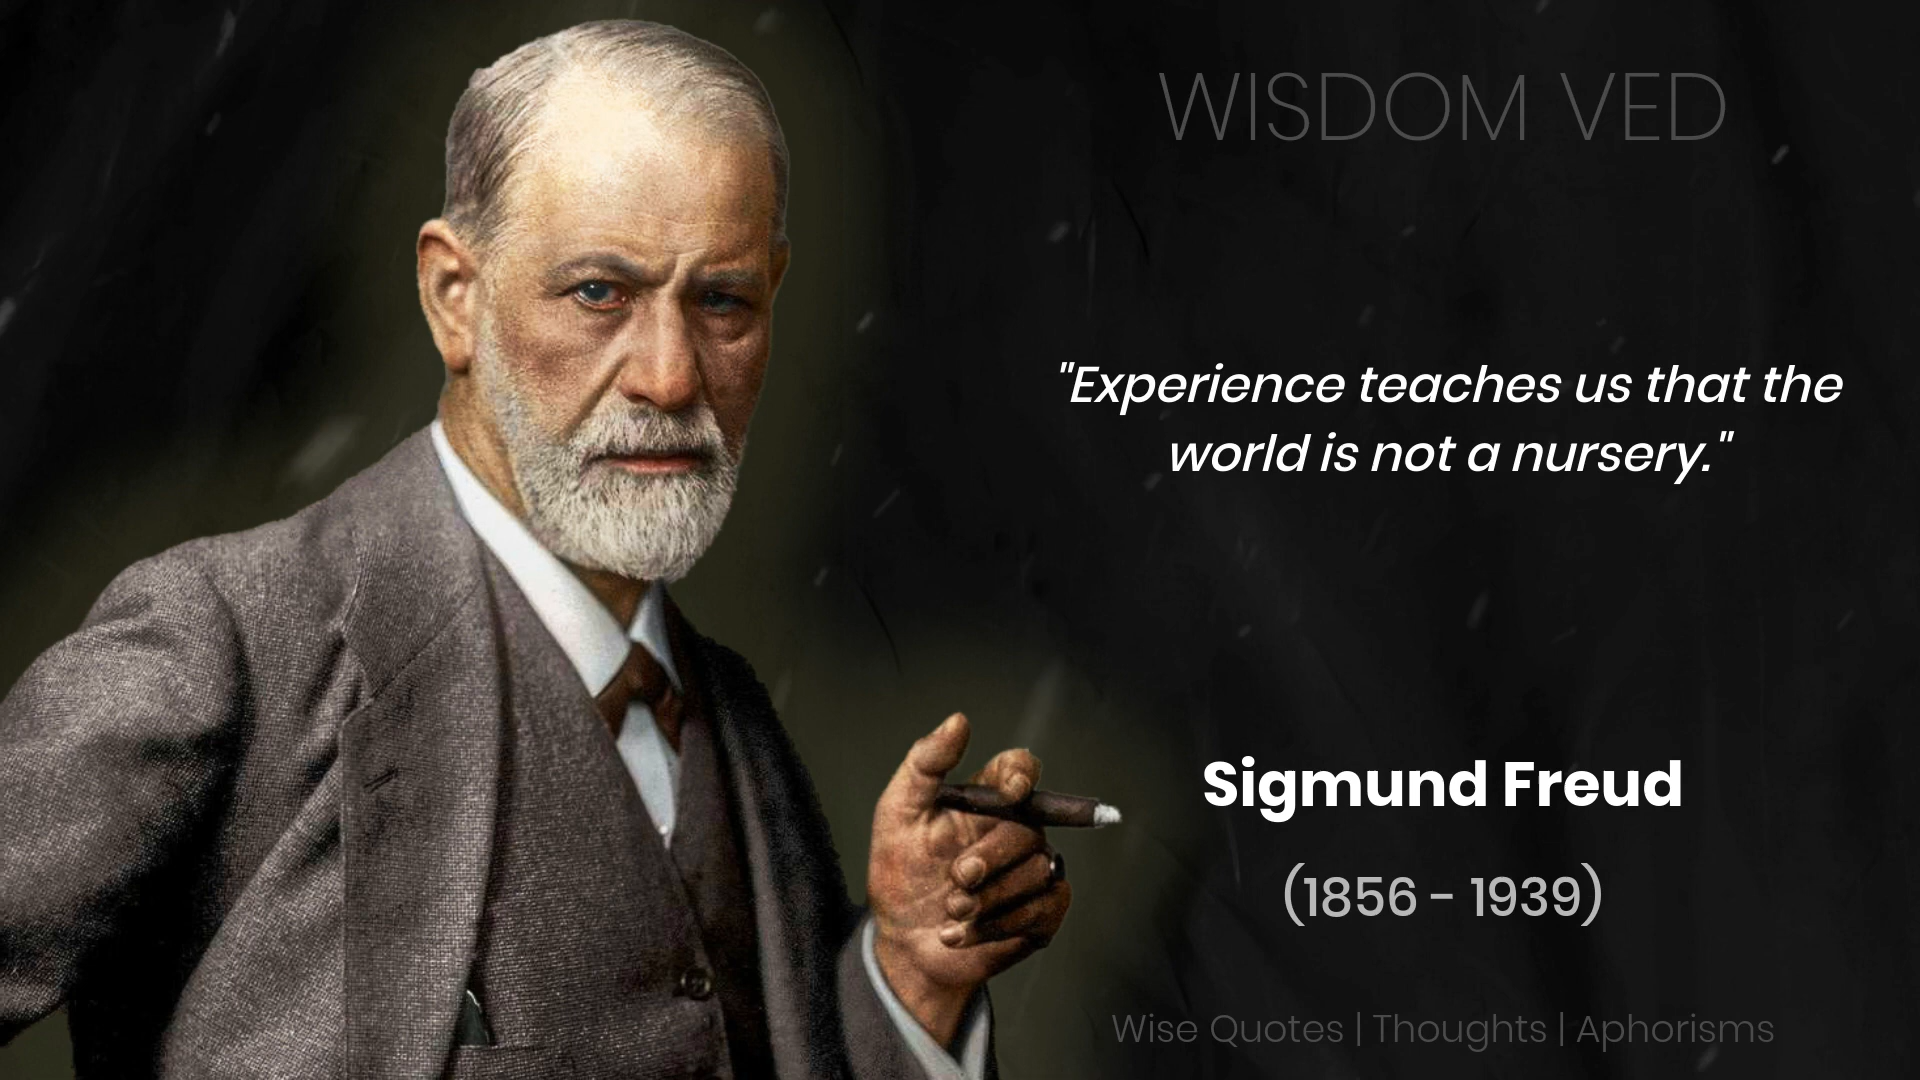 WISDOM VED
"Experience teaches us that the
world is not a nursery."
Sigmund Freud
(1856 - 1939)
Wise Quotes | Thoughts | Aphorisms